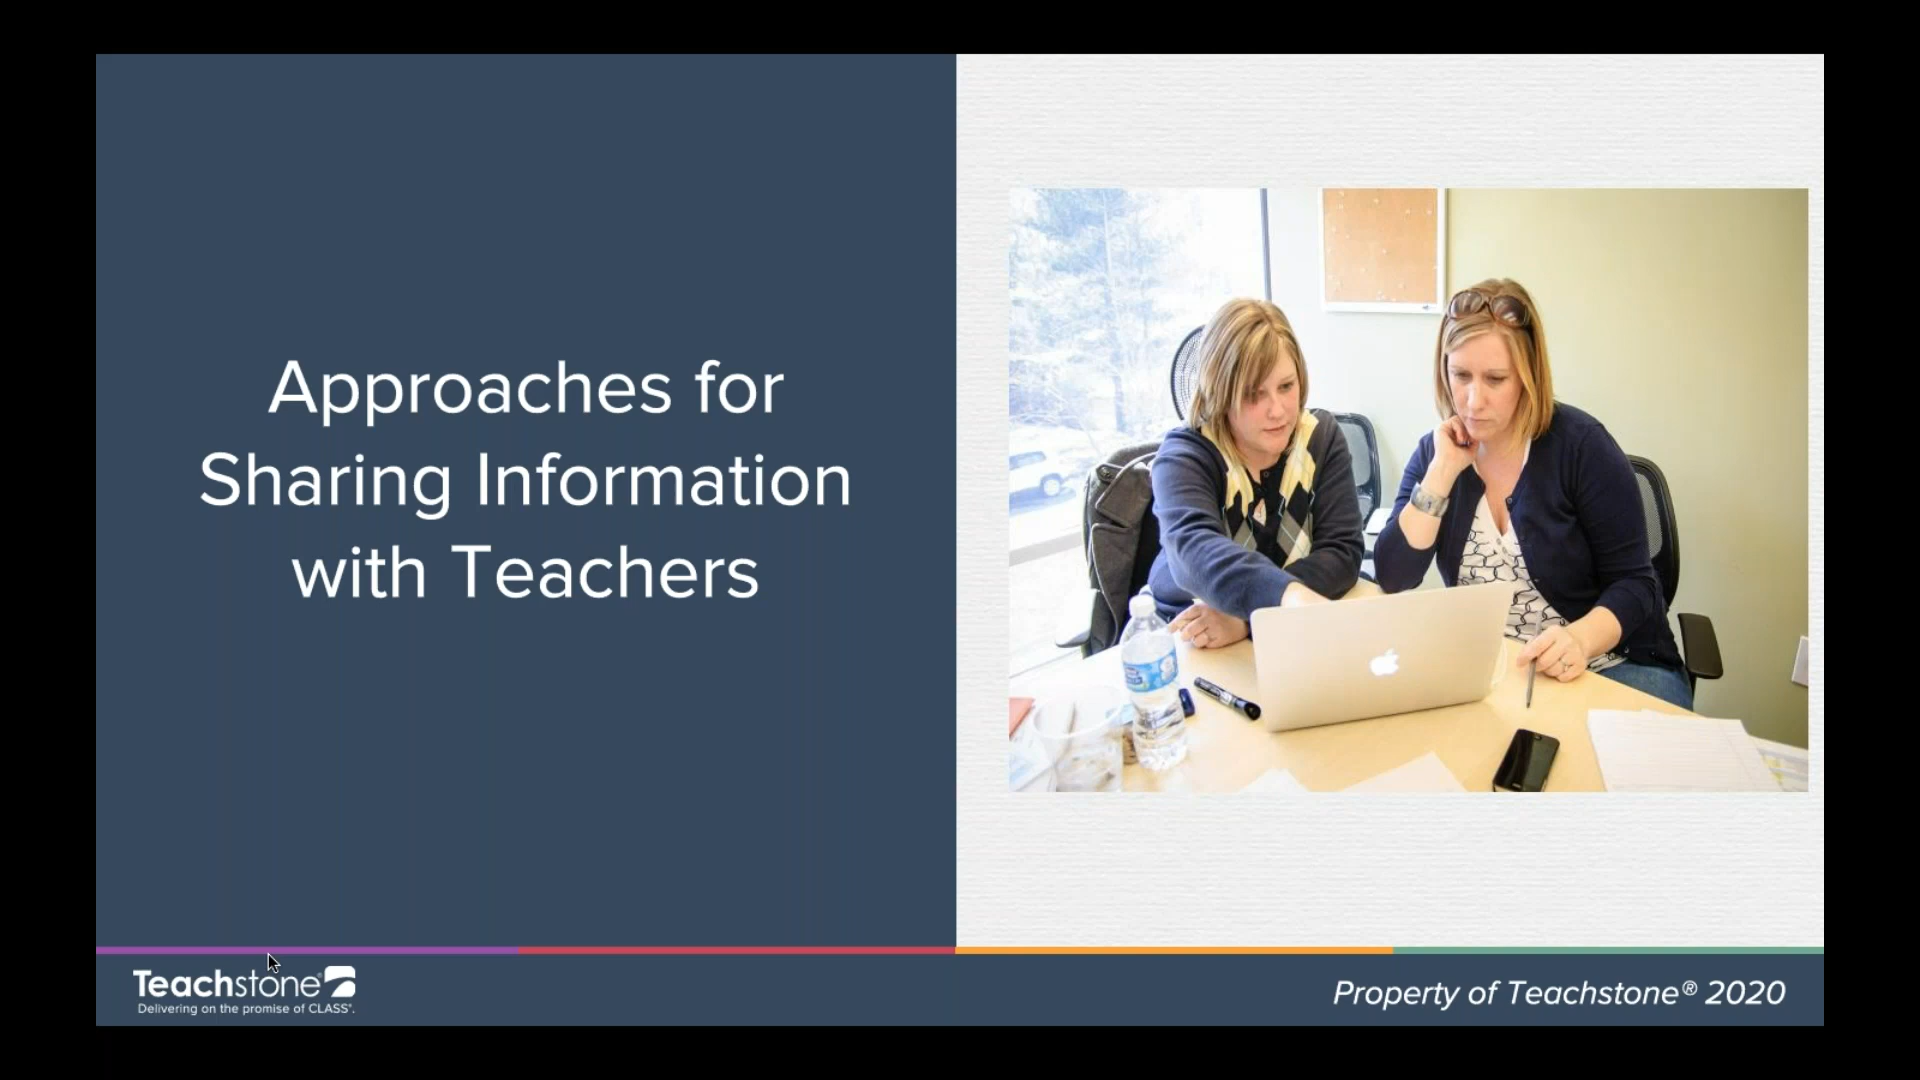 Approaches for
Sharing Information
with Teachers
Teachstone®
Delivering on the promise of CLASS®.
Property of Teachstone® 2020